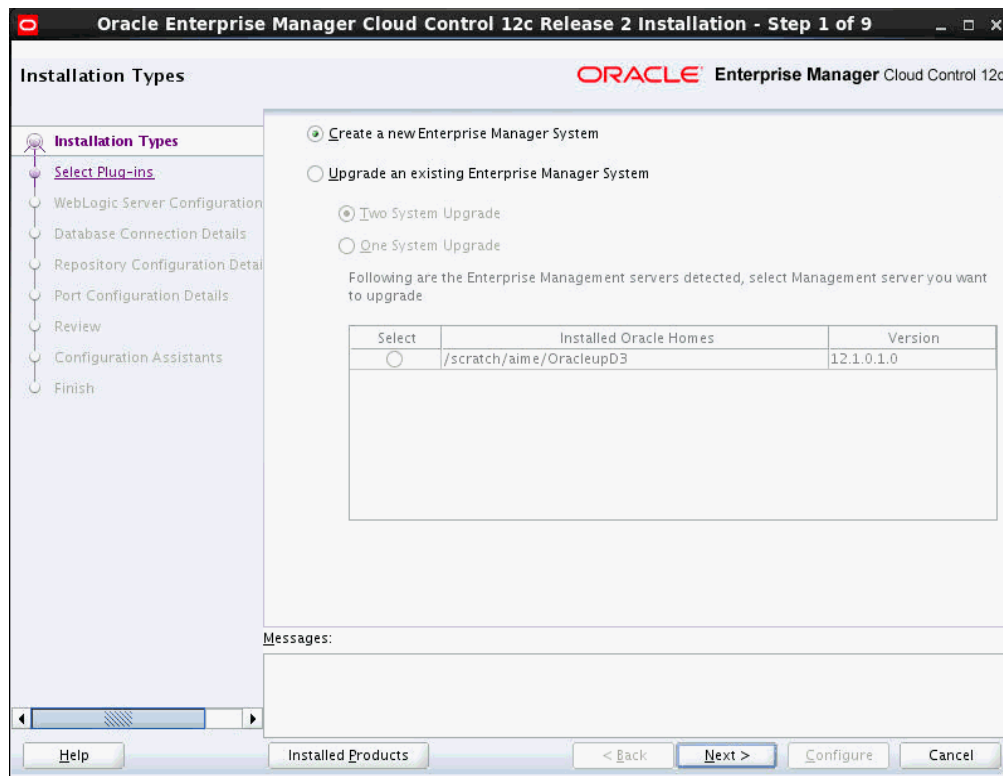 Oracle Enterprise Manager Cloud Control 12c Release 2 Installation - Step 1 of 9
Installation Types
ORACLE Enterprise Manager Cloud Control 12c
Installation Types
Select Plug-ins
WebLogic Server Configuration
Database Connection Details
Repository Configuration Detai
Port Configuration Details
Review
Configuration Assistants
Finish
Create a new Enterprise Manager System
Upgrade an existing Enterprise Manager System
Two System Upgrade
One System Upgrade
Following are the Enterprise Management servers detected, select Management server you want
to upgrade
Select Installed Oracle Homes Version
/scratch/aime/OracleupD3 12.1.0.1.0
Messages:
Help Installed Products < Back Next > Configure Cancel